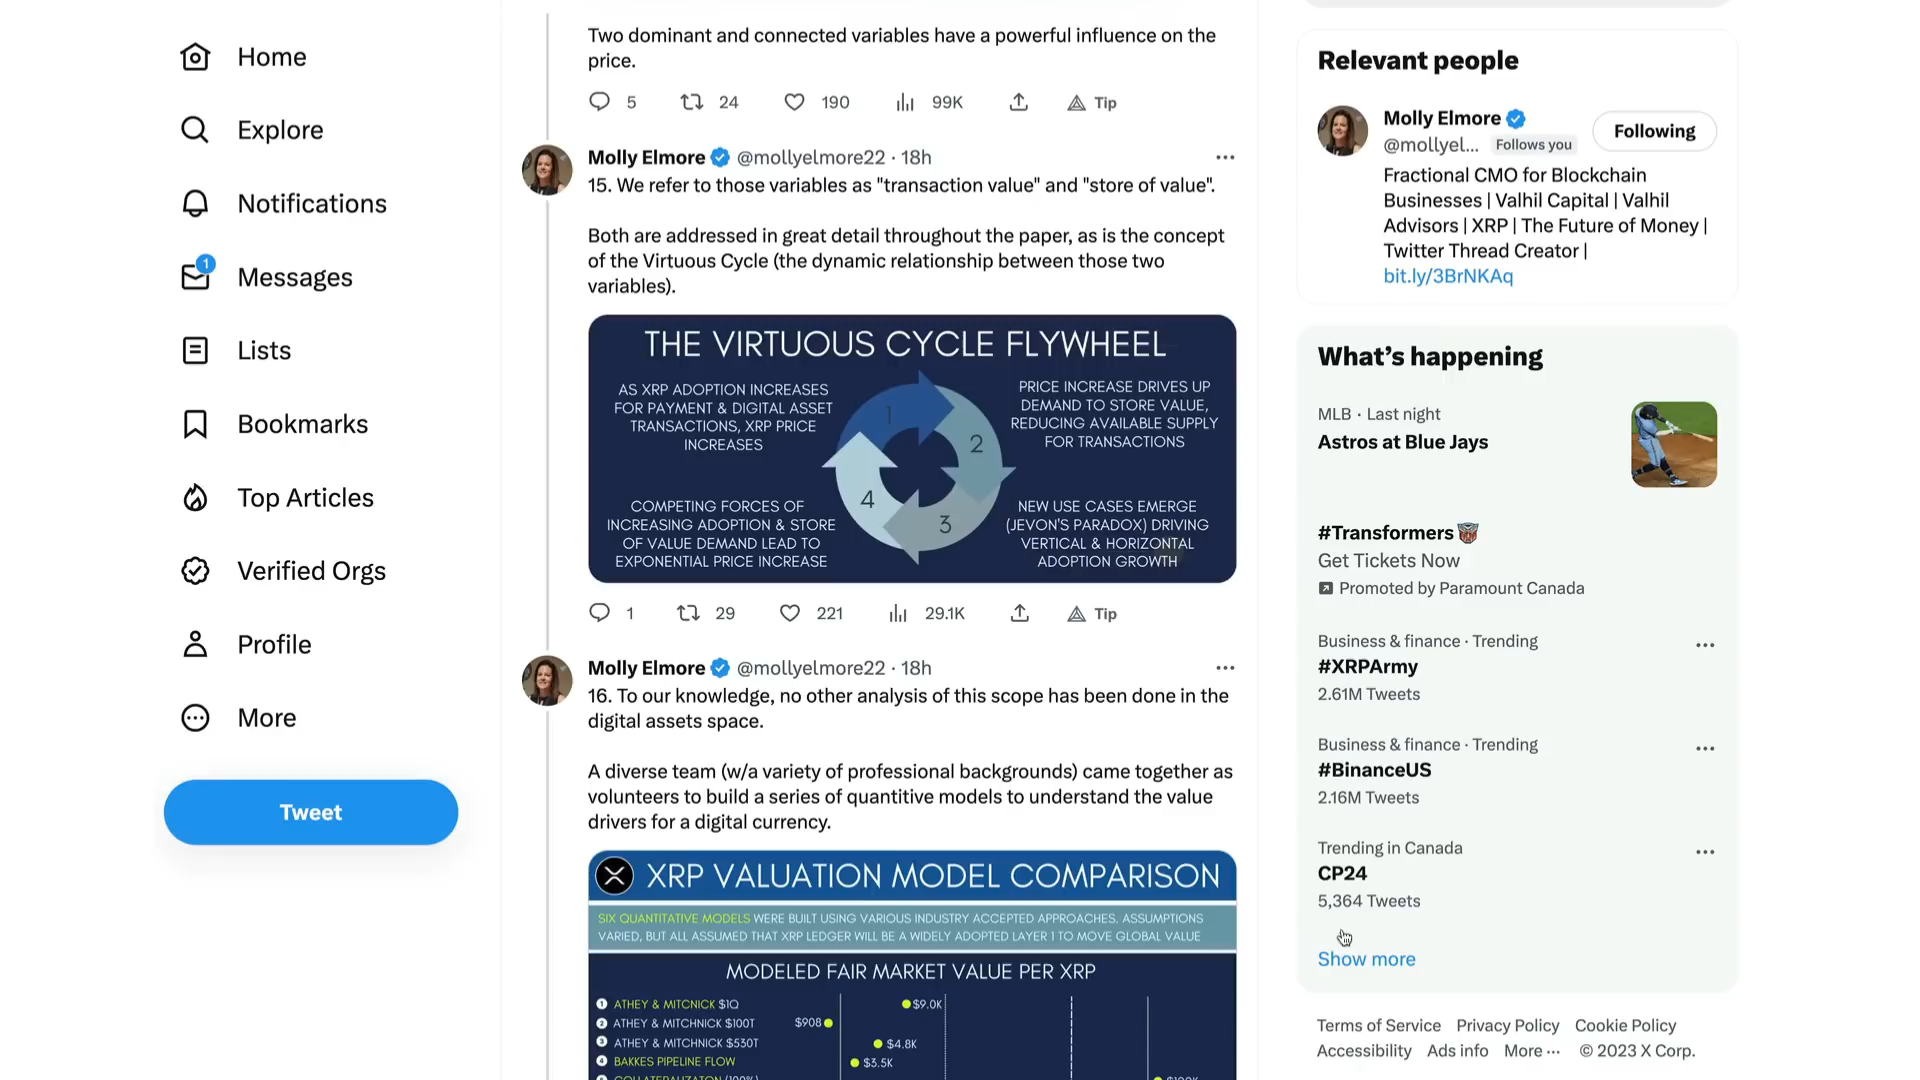 Home
Explore
Notifications
1
Messages
Lists
Bookmarks
Top Articles
Verified Orgs
Profile
More
Tweet
Two dominant and connected variables have a powerful influence on the
price.
5 24 190 99K Tip
Molly Elmore @mollyelmore22 · 18h
15. We refer to those variables as "transaction value" and "store of value".
Both are addressed in great detail throughout the paper, as is the concept
of the Virtuous Cycle (the dynamic relationship between those two
variables).
THE VIRTUOUS CYCLE FLYWHEEL
AS XRP ADOPTION INCREASES
FOR PAYMENT & DIGITAL ASSET
TRANSACTIONS, XRP PRICE
INCREASES
1
PRICE INCREASE DRIVES UP
DEMAND TO STORE VALUE,
REDUCING AVAILABLE SUPPLY
FOR TRANSACTIONS
2
COMPETING FORCES OF
INCREASING ADOPTION & STORE
OF VALUE DEMAND LEAD TO
EXPONENTIAL PRICE INCREASE
4
3
NEW USE CASES EMERGE
(JEVON'S PARADOX) DRIVING
VERTICAL & HORIZONTAL
ADOPTION GROWTH
1 29 221 29.1K Tip
Molly Elmore @mollyelmore22 · 18h
16. To our knowledge, no other analysis of this scope has been done in the
digital assets space.
A diverse team (w/a variety of professional backgrounds) came together as
volunteers to build a series of quantitive models to understand the value
drivers for a digital currency.
XRP VALUATION MODEL COMPARISON
SIX QUANTITATIVE MODELS WERE BUILT USING VARIOUS INDUSTRY ACCEPTED APPROACHES. ASSUMPTIONS
VARIED, BUT ALL ASSUMED THAT XRP LEDGER WILL BE A WIDELY ADOPTED LAYER 1 TO MOVE GLOBAL VALUE
MODELED FAIR MARKET VALUE PER XRP
1 ATHEY & MITCNICK $1Q $9.0K
2 ATHEY & MITCHNICK $100T $908
3 ATHEY & MITCHNICK $530T $4.8K
4 BAKKES PIPELINE FLOW $3.5K
Relevant people
Molly Elmore
@mollyel... Follows you
Following
Fractional CMO for Blockchain
Businesses | Valhil Capital | Valhil
Advisors | XRP | The Future of Money |
Twitter Thread Creator |
bit.ly/3BrNKAq
What's happening
MLB · Last night
Astros at Blue Jays
#Transformers
Get Tickets Now
Promoted by Paramount Canada
Business & finance · Trending
#XRPArmy
2.61M Tweets
Business & finance · Trending
#BinanceUS
2.16M Tweets
Trending in Canada
CP24
5,364 Tweets
Show more
Terms of Service Privacy Policy Cookie Policy
Accessibility Ads info More ··· © 2023 X Corp.